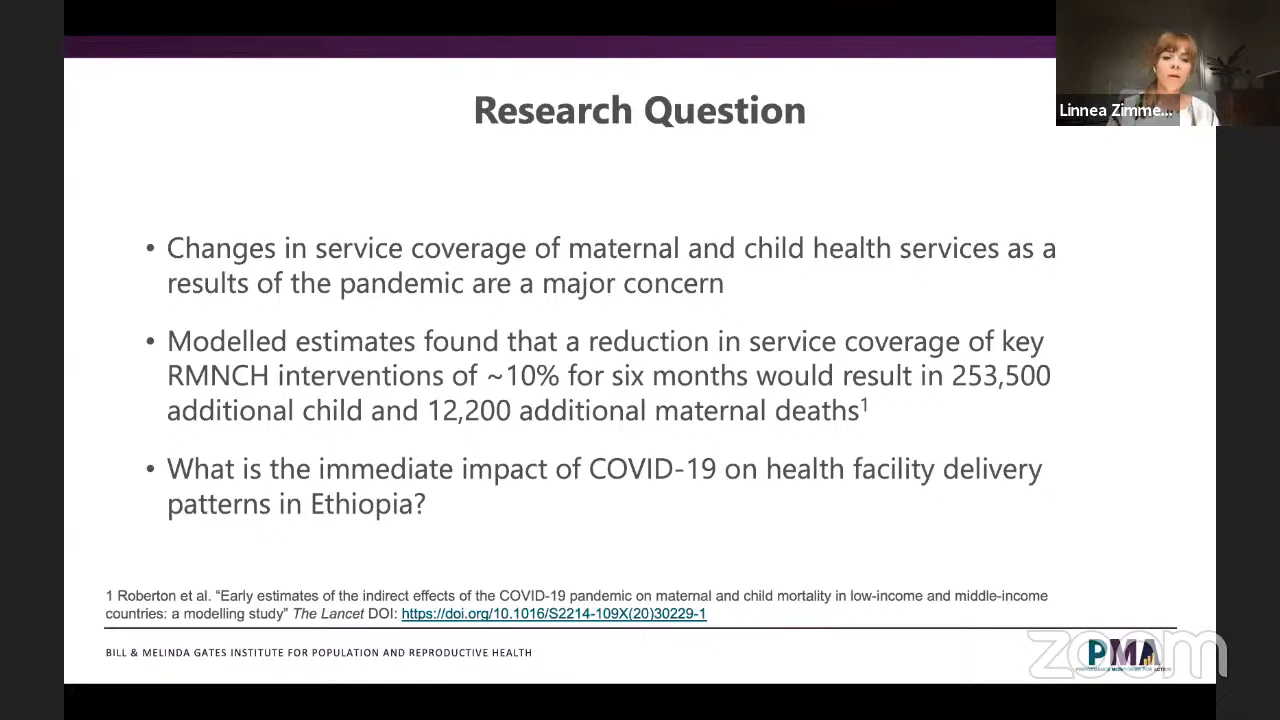 Research Question
Linnea Zimme...
• Changes in service coverage of maternal and child health services as a
results of the pandemic are a major concern
• Modelled estimates found that a reduction in service coverage of key
RMNCH interventions of ~10% for six months would result in 253,500
additional child and 12,200 additional maternal deaths¹
• What is the immediate impact of COVID-19 on health facility delivery
patterns in Ethiopia?
1 Roberton et al. “Early estimates of the indirect effects of the COVID-19 pandemic on maternal and child mortality in low-income and middle-income
countries: a modelling study” The Lancet DOI: https://doi.org/10.1016/S2214-109X(20)30229-1
BILL & MELINDA GATES INSTITUTE FOR POPULATION AND REPRODUCTIVE HEALTH
PMA
PERFORMANCE MONITORING FOR ACTION
zoom